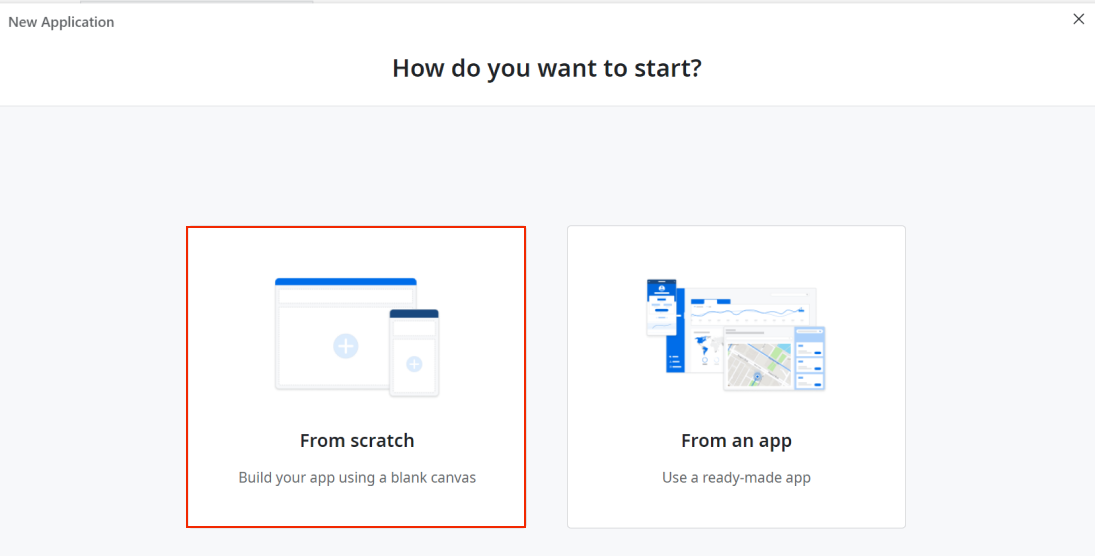 New Application
How do you want to start?
From scratch
Build your app using a blank canvas
From an app
Use a ready-made app